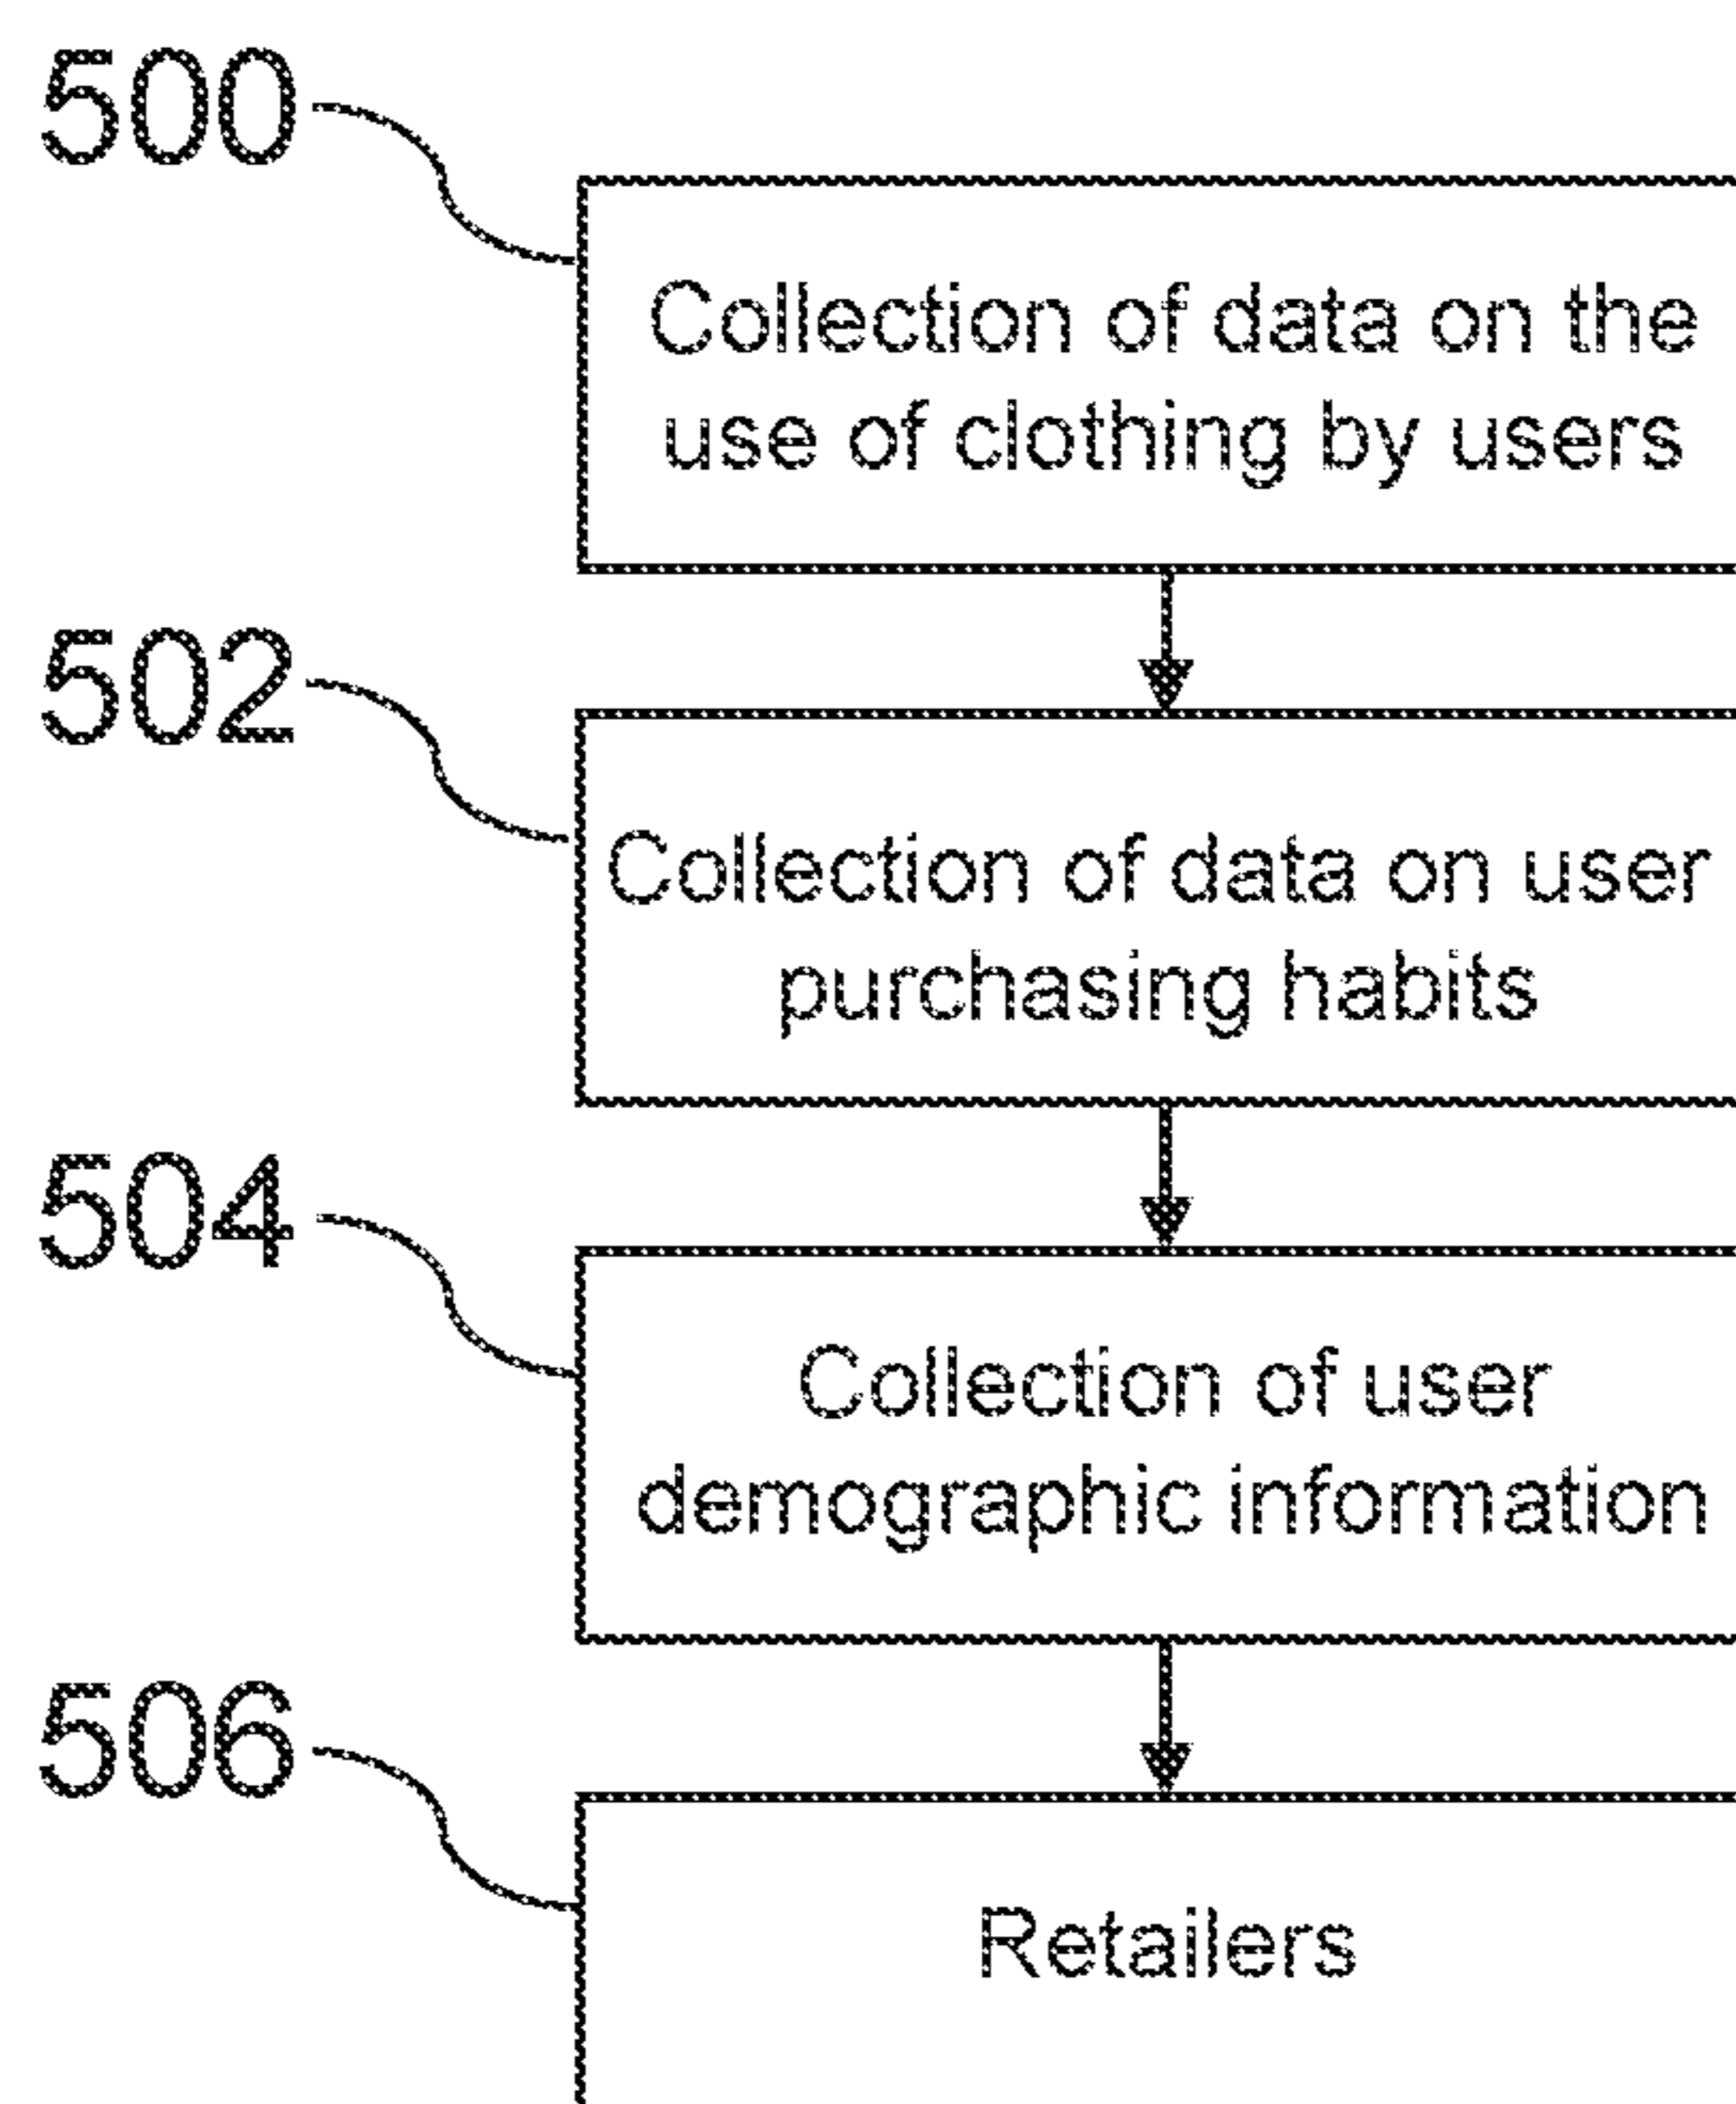 500
Collection of data on the
use of clothing by users
502
Collection of data on user
purchasing habits
504
Collection of user
demographic information
506
Retailers